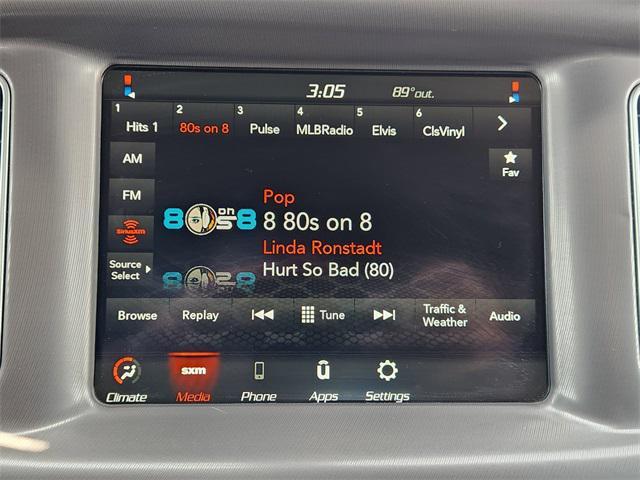 3:05 89°out.
1 2 3 4 5 6
Hits 1 80s on 8 Pulse MLBRadio Elvis ClsVinyl
AM
Fav
FM
SiriusXM
Source
Select
8 on 8
80s
Pop
8 80s on 8
Linda Ronstadt
Hurt So Bad (80)
Browse Replay Tune Traffic &
Weather Audio
sxm
Climate Media Phone Apps Settings